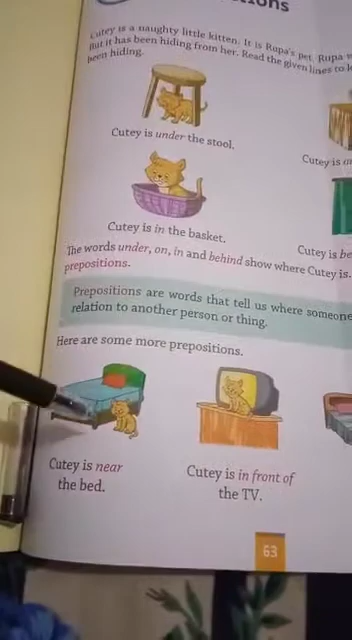 Cutey is a naughty little kitten. It is Rupa's pet. Rupa
But it has been hiding from her. Read the given lines to
been hiding.
Cutey is under the stool.
Cutey is
Cutey is in the basket.
Cutey is
The words under, on, in and behind show where Cutey is.
prepositions.
Prepositions are words that tell us where someone
relation to another person or thing.
Here are some more prepositions.
Cutey is near
the bed.
Cutey is in front of
the TV.
63